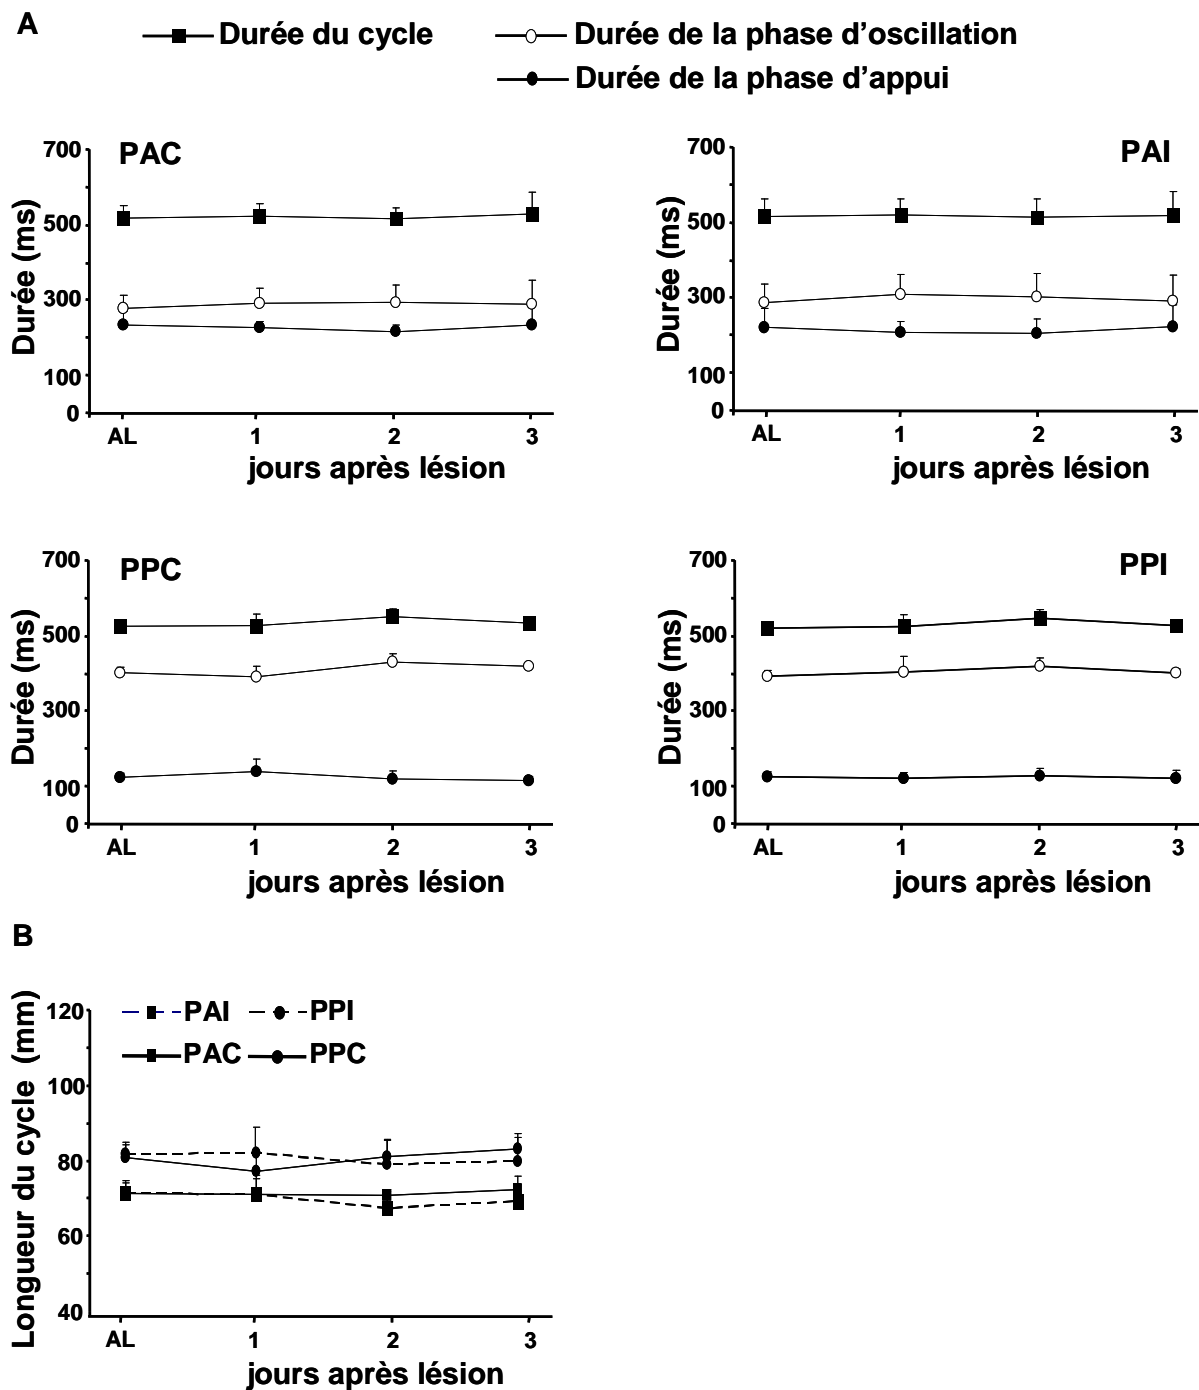 A
Durée du cycle
Durée de la phase d'oscillation
Durée de la phase d'appui
PAC
Durée (ms)
700
500
300
100
0
AL 1 2 3
jours après lésion
PAI
Durée (ms)
700
500
300
100
0
AL 1 2 3
jours après lésion
PPC
Durée (ms)
700
500
300
100
0
AL 1 2 3
jours après lésion
PPI
Durée (ms)
700
500
300
100
0
AL 1 2 3
jours après lésion
B
Longueur du cycle (mm)
PAI PPI
PAC PPC
120
100
80
60
40
AL 1 2 3
jours après lésion